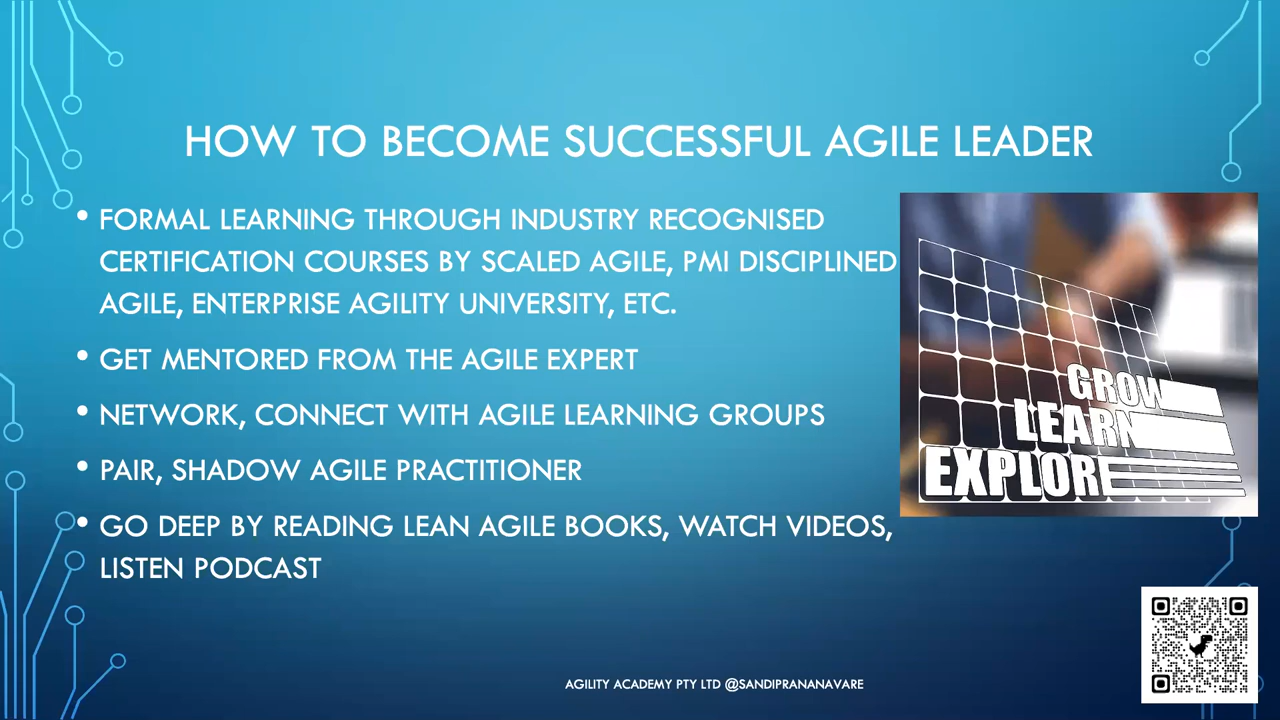 HOW TO BECOME SUCCESSFUL AGILE LEADER
• FORMAL LEARNING THROUGH INDUSTRY RECOGNISED
CERTIFICATION COURSES BY SCALED AGILE, PMI DISCIPLINED
AGILE, ENTERPRISE AGILITY UNIVERSITY, ETC.
• GET MENTORED FROM THE AGILE EXPERT
• NETWORK, CONNECT WITH AGILE LEARNING GROUPS
• PAIR, SHADOW AGILE PRACTITIONER
• GO DEEP BY READING LEAN AGILE BOOKS, WATCH VIDEOS,
LISTEN PODCAST
GROW
LEARN
EXPLORE
AGILITY ACADEMY PTY LTD @SANDIPRANANAVARE